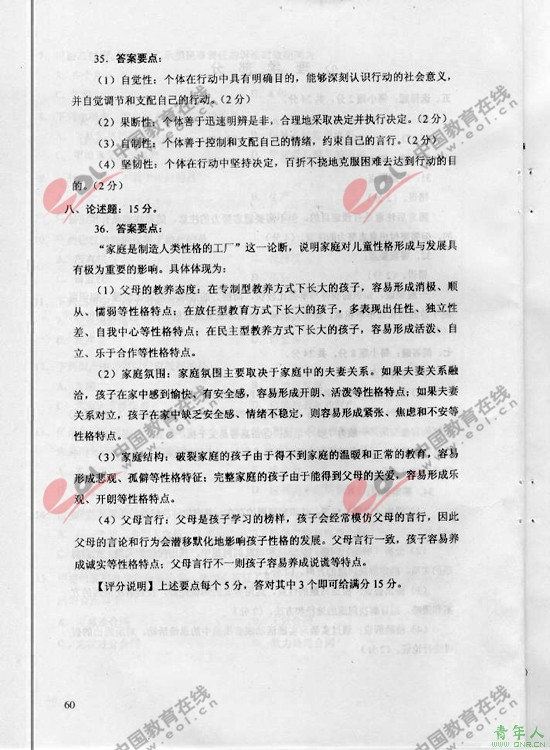 35．答案要点：
（1）自觉性：个体在行动中具有明确目的，能够深刻认识行动的社会意义，
并自觉调节和支配自己的行动。（2 分）
（2）果断性：个体善于迅速明辨是非，合理地采取决定并执行决定。（2 分）
（3）自制性：个体善于控制和支配自己的情绪，约束自己的言行。（2 分）
（4）坚韧性：个体在行动中坚持决定，百折不挠地克服困难去达到行动的目
的。（2 分）
八、论述题：15 分。
36．答案要点：
“家庭是制造人类性格的工厂”这一论断，说明家庭对儿童性格形成与发展具
有极为重要的影响。具体体现为：
（1）父母的教养态度：在专制型教养方式下长大的孩子，容易形成消极、顺
从、懦弱等性格特点；在放任型教育方式下长大的孩子，多表现出任性、独立性
差、自我中心等性格特点；在民主型教养方式下长大的孩子，容易形成活泼、自
立、乐于合作等性格特点。
（2）家庭氛围：家庭氛围主要取决于家庭中的夫妻关系。如果夫妻关系融
洽，孩子在家中感到愉快、有安全感，容易形成开朗、活泼等性格特点；如果夫妻
关系对立，孩子在家中缺乏安全感、情绪不稳定，则容易形成紧张、焦虑和不安等
性格特点。
（3）家庭结构：破裂家庭的孩子由于得不到家庭的温暖和正常的教育，容易
形成悲观、孤僻等性格特征；完整家庭的孩子由于能得到父母的关爱，容易形成乐
观、开朗等性格特点。
（4）父母言行：父母是孩子学习的榜样，孩子会经常模仿父母的言行，因此
父母的言论和行为会潜移默化地影响孩子性格的发展。父母言行一致，孩子容易养
成诚实等性格特点；父母言行不一则孩子容易养成说谎等特点。
【评分说明】上述要点每个 5 分，答对其中 3 个即可给满分 15 分。
60
中国教育在线
www.eol.cn
青年人
www.QNR.cn